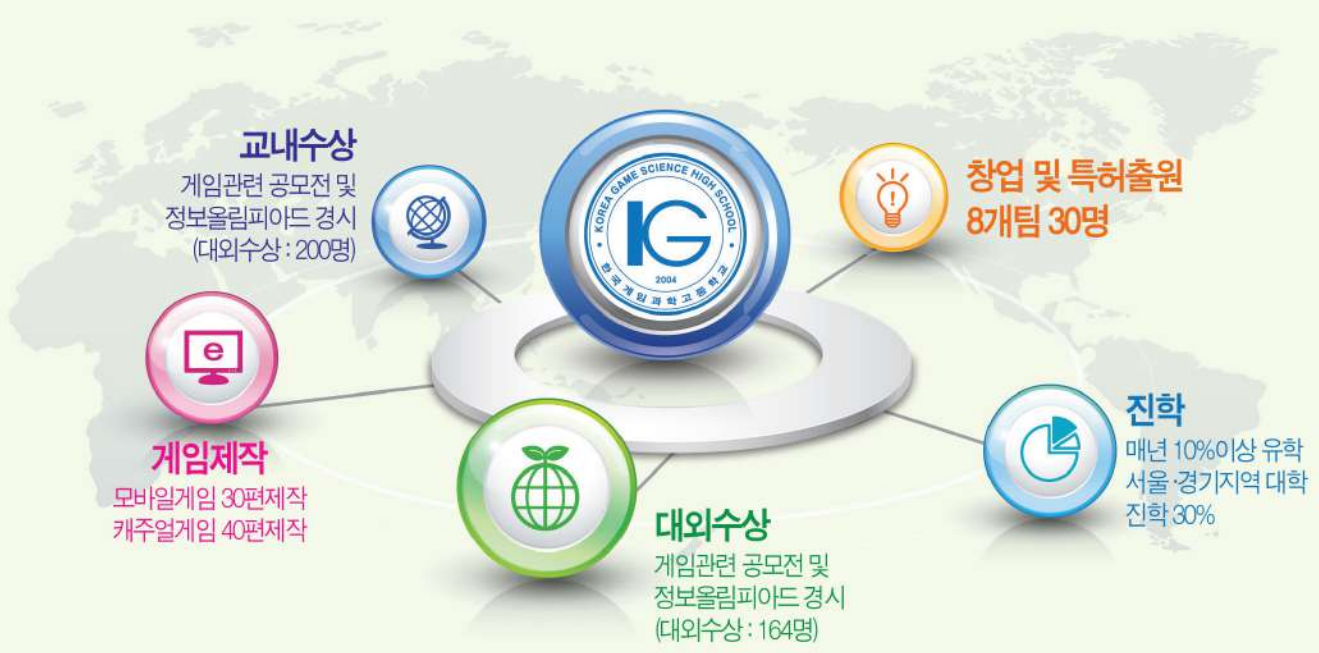 교내수상
게임관련 공모전 및
정보올림피아드 경시
(대외수상 : 200명)
KOREA GAME SCIENCE HIGH SCHOOL
KG
2004
한국게임과학고등학교
창업 및 특허출원
8개팀 30명
e
게임제작
모바일게임 30편제작
캐주얼게임 40편제작
대외수상
게임관련 공모전 및
정보올림피아드 경시
(대외수상 : 164명)
진학
매년 10%이상 유학
서울·경기지역 대학
진학 30%